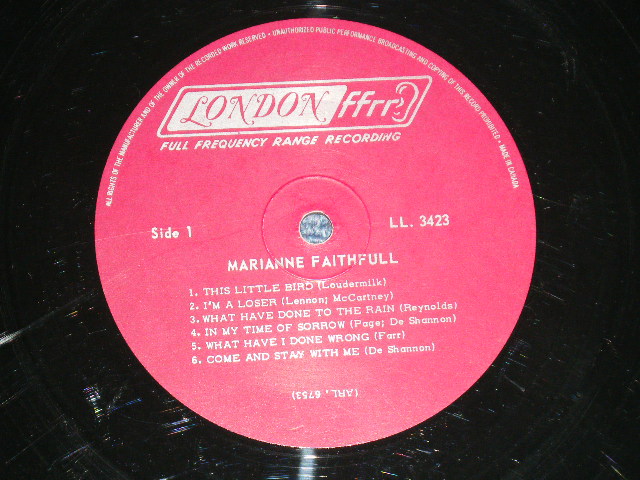 ALL RIGHTS OF THE MANUFACTURER AND OF THE OWNER OF THE RECORDED WORK RESERVED • UNAUTHORIZED PUBLIC PERFORMANCE BROADCASTING AND COPYING OF THIS RECORD PROHIBITED • MADE IN CANADA
LONDON ffrr
FULL FREQUENCY RANGE RECORDING
Side 1
LL. 3423
MARIANNE FAITHFULL
1. THIS LITTLE BIRD (Loudermilk)
2. I'M A LOSER (Lennon; McCartney)
3. WHAT HAVE DONE TO THE RAIN (Reynolds)
4. IN MY TIME OF SORROW (Page; De Shannon)
5. WHAT HAVE I DONE WRONG (Farr)
6. COME AND STAY WITH ME (De Shannon)
(ARL. 6753)